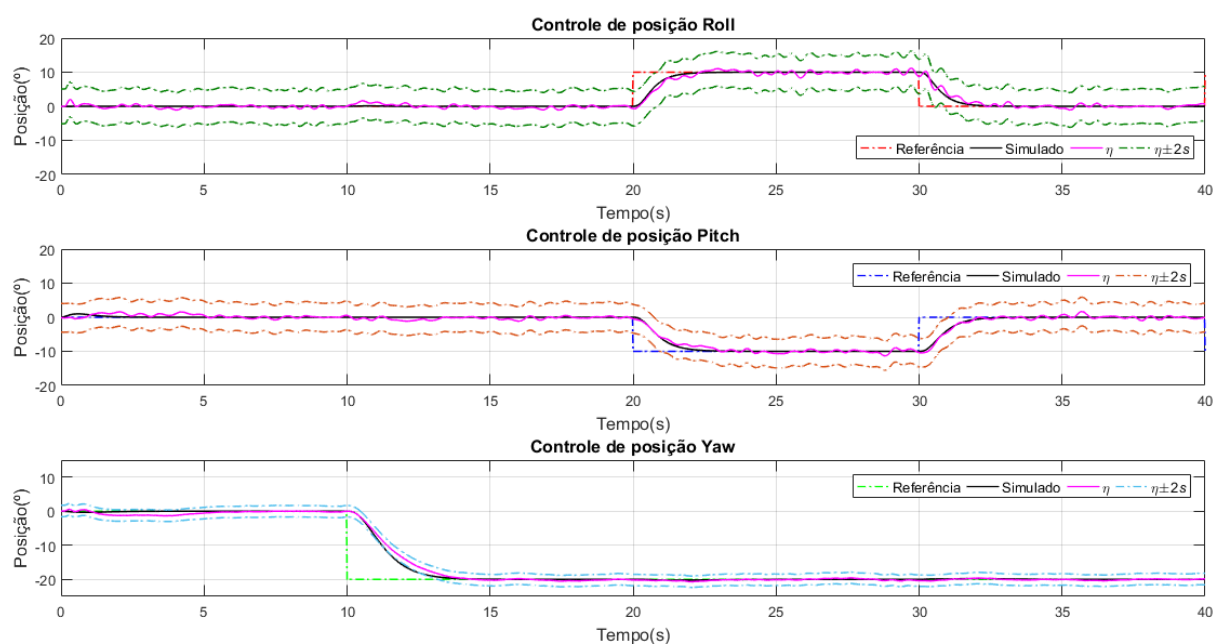 Controle de posição Roll
Posição(º)
20
10
0
-10
-20
Referência Simulado η η±2s
0 5 10 15 20 25 30 35 40
Tempo(s)
Controle de posição Pitch
Posição(º)
20
10
0
-10
-20
Referência Simulado η η±2s
0 5 10 15 20 25 30 35 40
Tempo(s)
Controle de posição Yaw
Posição(º)
10
0
-10
-20
Referência Simulado η η±2s
0 5 10 15 20 25 30 35 40
Tempo(s)